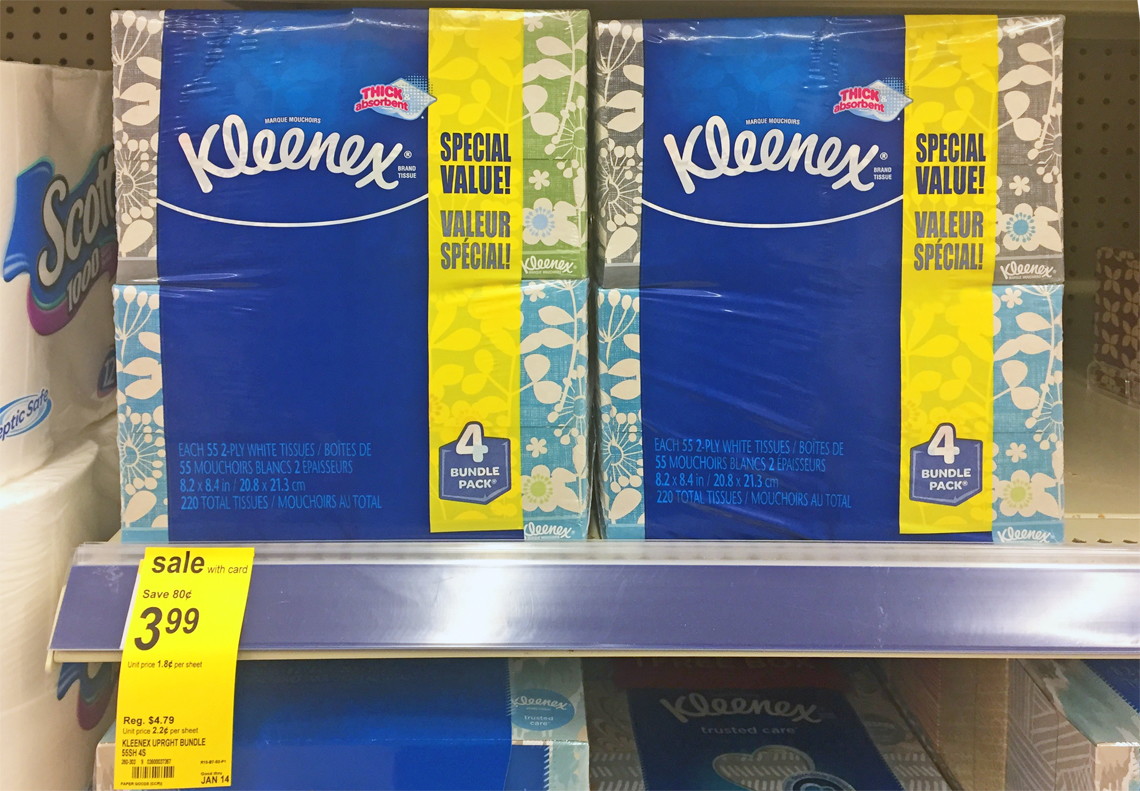 MARQUE MOUCHOIRS
Kleenex®
BRAND
TISSUE
THICK
absorbent
SPECIAL
VALUE!
VALEUR
SPÉCIAL!
Kleenex
EACH 55 2-PLY WHITE TISSUES / BOÎTES DE
55 MOUCHOIRS BLANCS 2 ÉPAISSEURS
8.2 x 8.4 in / 20.8 x 21.3 cm
220 TOTAL TISSUES / MOUCHOIRS AU TOTAL
4
BUNDLE
PACK®
Kleenex
MARQUE MOUCHOIRS
Kleenex®
BRAND
TISSUE
THICK
absorbent
SPECIAL
VALUE!
VALEUR
SPÉCIAL!
Kleenex
EACH 55 2-PLY WHITE TISSUES / BOÎTES DE
55 MOUCHOIRS BLANCS 2 ÉPAISSEURS
8.2 x 8.4 in / 20.8 x 21.3 cm
220 TOTAL TISSUES / MOUCHOIRS AU TOTAL
4
BUNDLE
PACK®
Kleenex
Scott
1000
eptic Safe
sale with card
Save 80¢
3 99
Unit price 1.8¢ per sheet
Reg. $4.79
Unit price 2.2¢ per sheet
KLEENEX UPRGHT BUNDLE
55SH 4S
JAN 14
Kleenex
trusted
care
Kleenex
trusted care